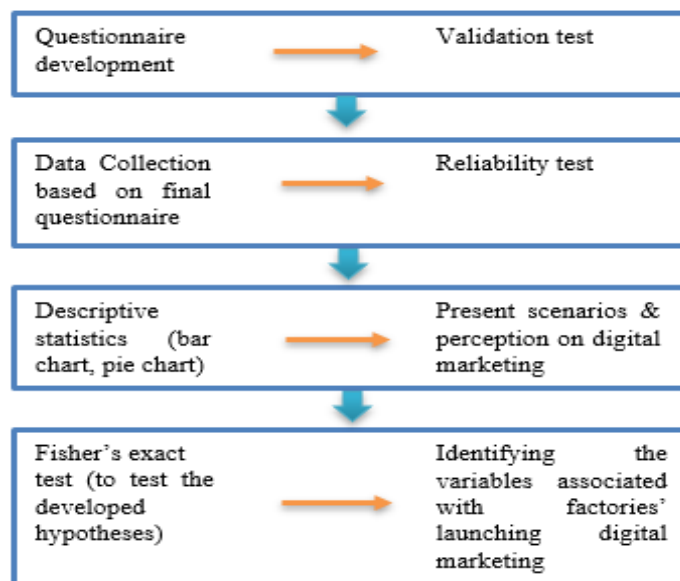 Questionnaire
development
Validation test
Data Collection
based on final
questionnaire
Reliability test
Descriptive
statistics (bar
chart, pie chart)
Present scenarios &
perception on digital
marketing
Fisher’s exact
test (to test the
developed
hypotheses)
Identifying the
variables associated
with factories’
launching digital
marketing